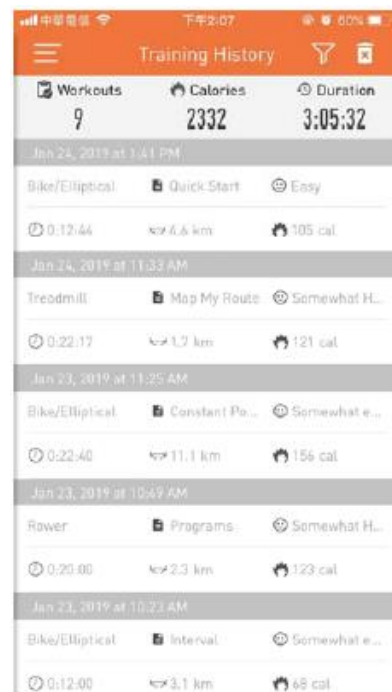 中華電信 下午2:07 60%
Training History
Workouts Calories Duration
9 2332 3:05:32
Jan 24, 2019 at 1:41 PM
Bike/Elliptical Quick Start Easy
0:12:44 6.6 km 105 cal
Jan 24, 2019 at 11:33 AM
Treadmill Map My Route Somewhat H...
0:22:17 1.7 km 121 cal
Jan 23, 2019 at 11:25 AM
Bike/Elliptical Constant Po... Somewhat e...
0:22:40 11.1 km 156 cal
Jan 23, 2019 at 10:49 AM
Rower Programs Somewhat H...
0:20:00 2.3 km 123 cal
Jan 23, 2019 at 10:23 AM
Bike/Elliptical Interval Somewhat e...
0:12:00 3.1 km 68 cal